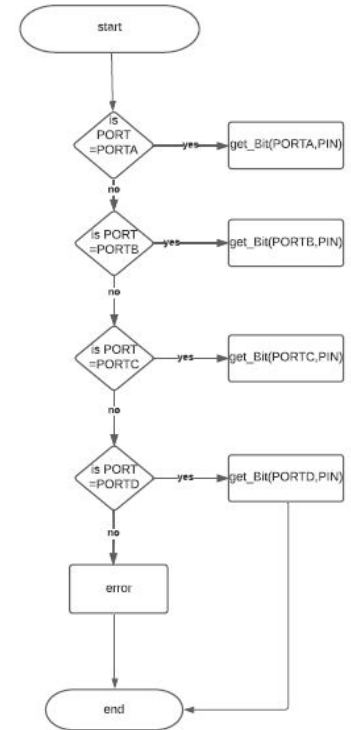 start
is
PORT
=PORTA
yes
get_Bit(PORTA,PIN)
no
is PORT
=PORTB
yes
get_Bit(PORTB,PIN)
no
is PORT
=PORTC
yes
get_Bit(PORTC,PIN)
no
is PORT
=PORTD
yes
get_Bit(PORTD,PIN)
no
error
end